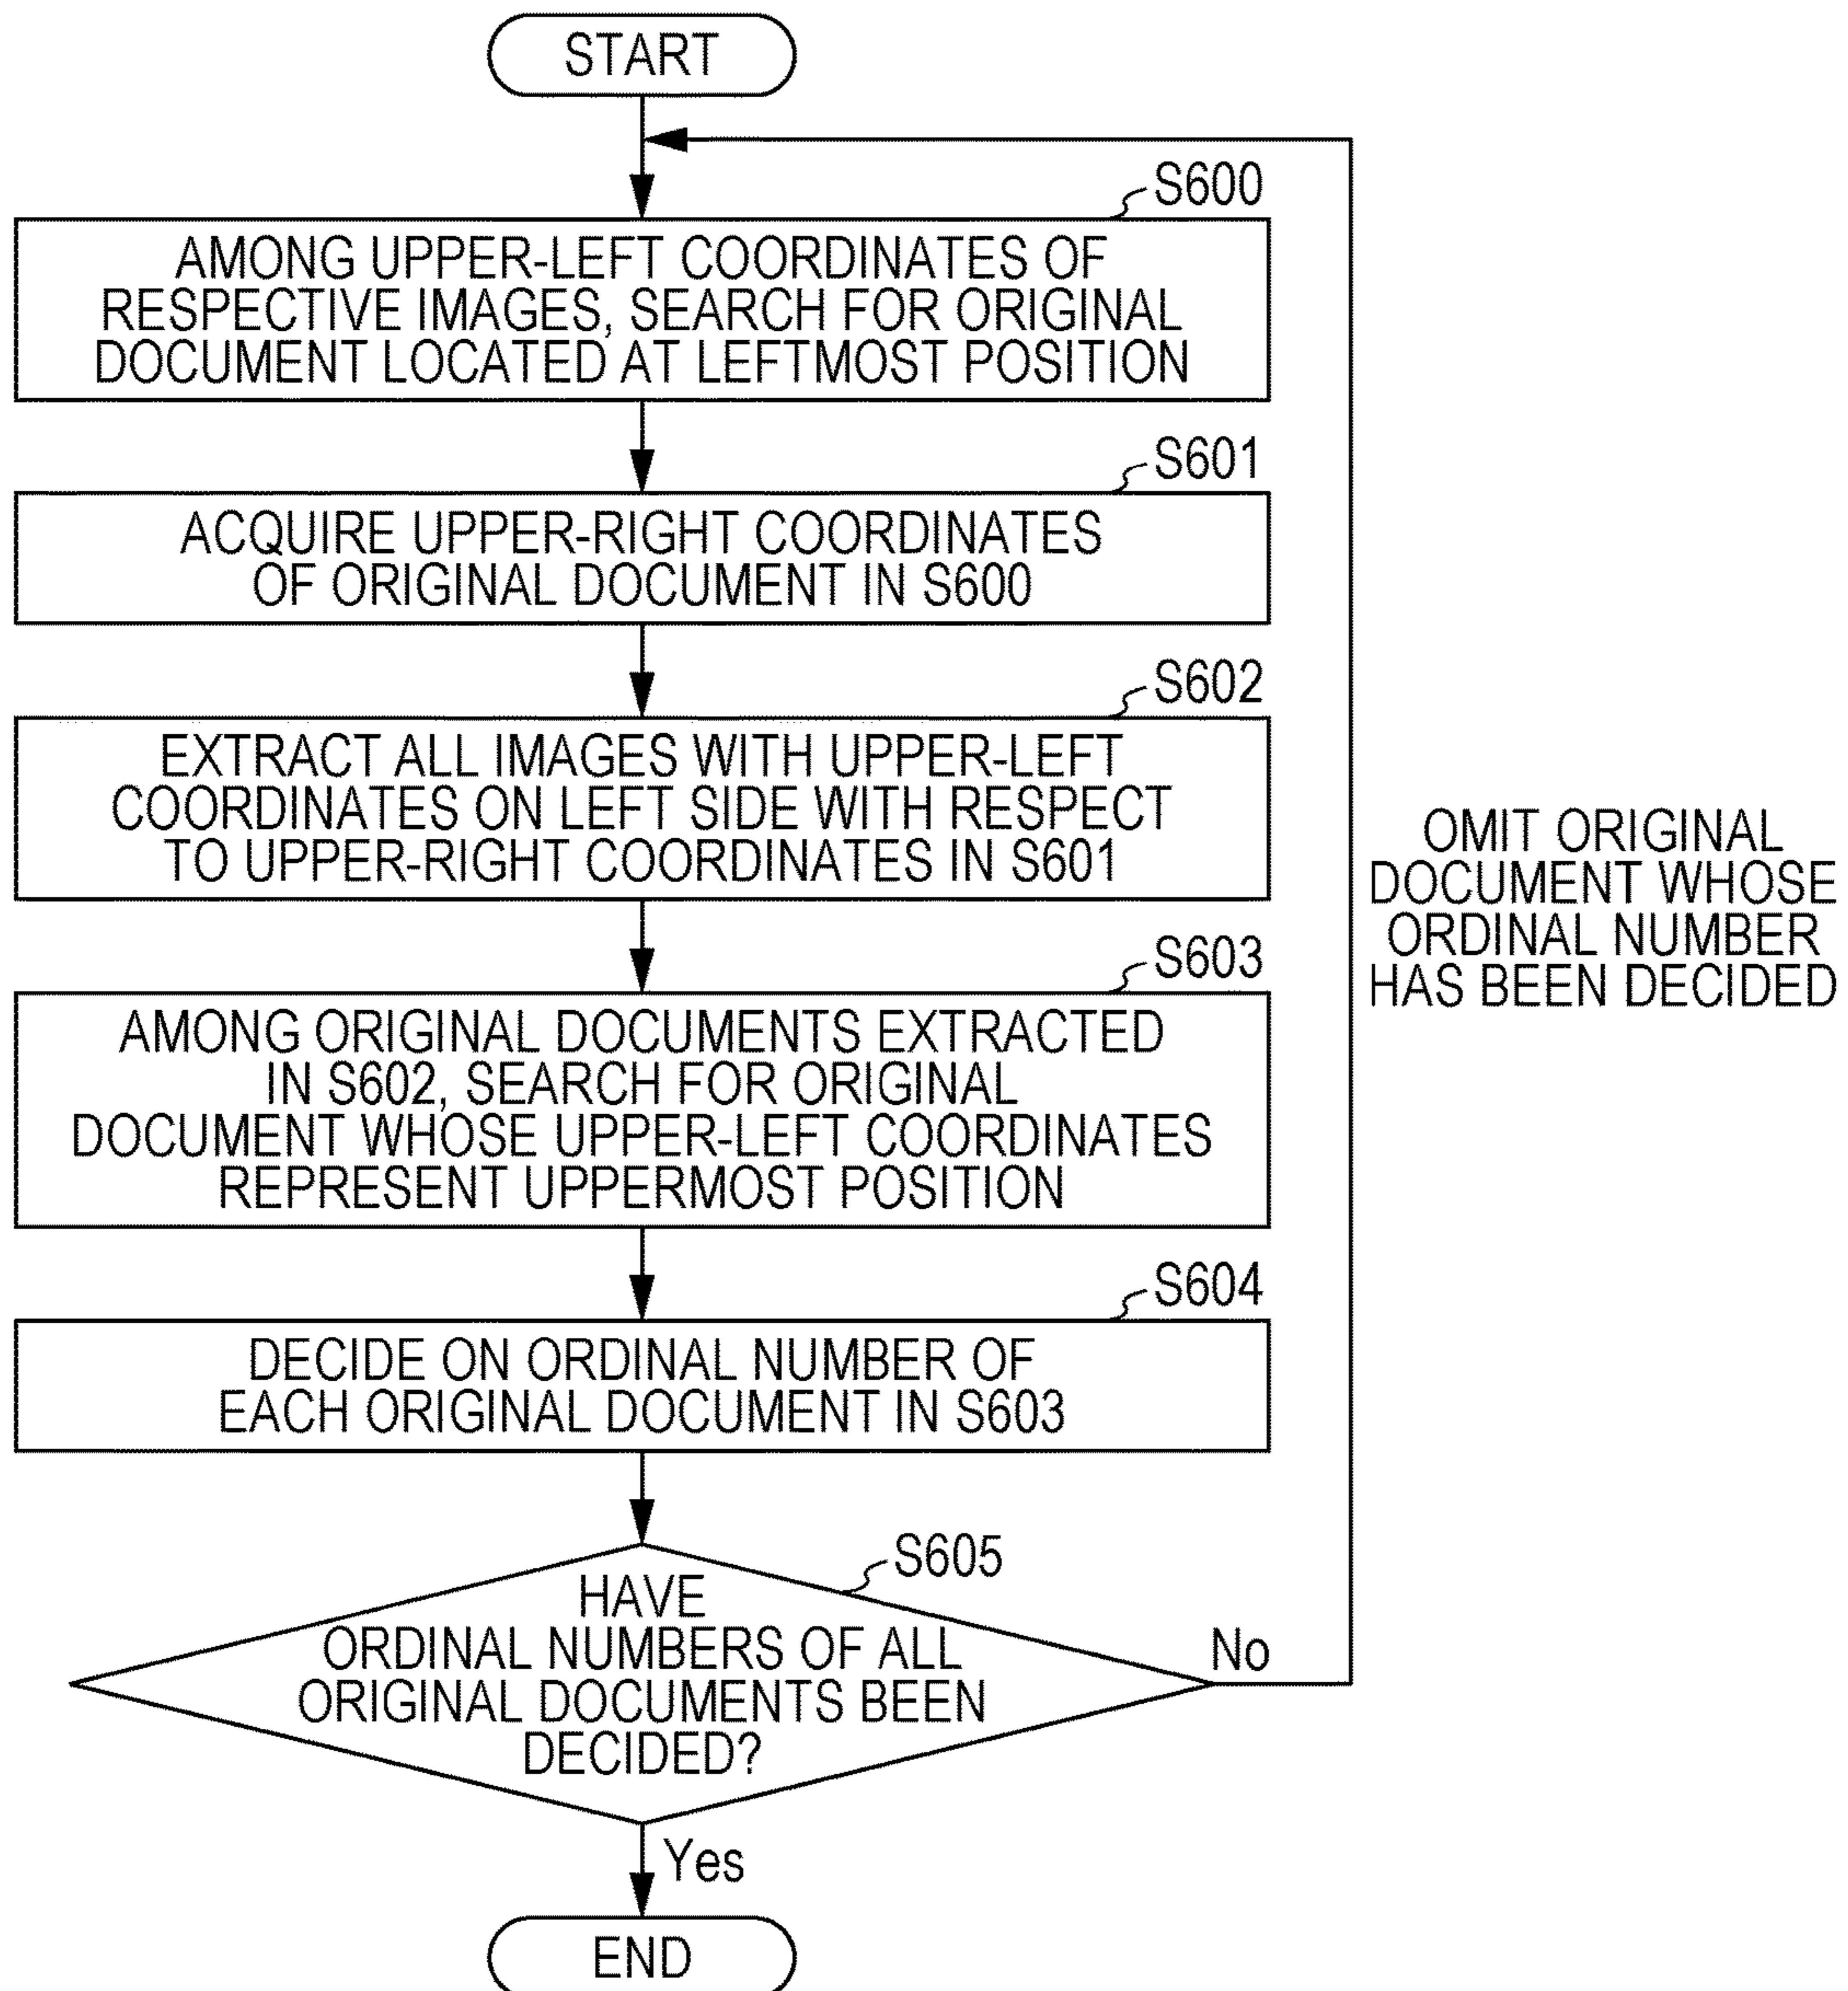 START
S600
AMONG UPPER-LEFT COORDINATES OF
RESPECTIVE IMAGES, SEARCH FOR ORIGINAL
DOCUMENT LOCATED AT LEFTMOST POSITION
S601
ACQUIRE UPPER-RIGHT COORDINATES
OF ORIGINAL DOCUMENT IN S600
S602
EXTRACT ALL IMAGES WITH UPPER-LEFT
COORDINATES ON LEFT SIDE WITH RESPECT
TO UPPER-RIGHT COORDINATES IN S601
OMIT ORIGINAL
DOCUMENT WHOSE
ORDINAL NUMBER
HAS BEEN DECIDED
S603
AMONG ORIGINAL DOCUMENTS EXTRACTED
IN S602, SEARCH FOR ORIGINAL
DOCUMENT WHOSE UPPER-LEFT COORDINATES
REPRESENT UPPERMOST POSITION
S604
DECIDE ON ORDINAL NUMBER OF
EACH ORIGINAL DOCUMENT IN S603
S605
HAVE
ORDINAL NUMBERS OF ALL
ORIGINAL DOCUMENTS BEEN
DECIDED?
No
Yes
END